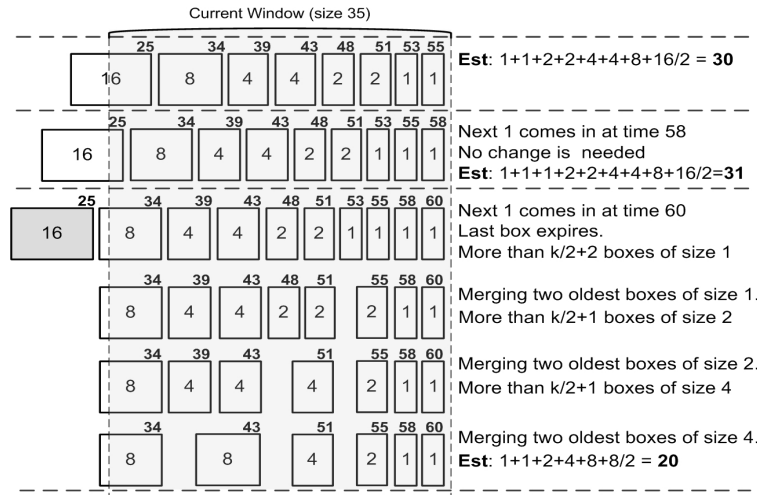 Current Window (size 35)
25 34 39 43 48 51 53 55
16 8 4 4 2 2 1 1
Est: 1+1+2+2+4+4+8+16/2 = 30
25 34 39 43 48 51 53 55 58
16 8 4 4 2 2 1 1 1
Next 1 comes in at time 58
No change is needed
Est: 1+1+1+2+2+4+4+8+16/2=31
25 34 39 43 48 51 53 55 58 60
16 8 4 4 2 2 1 1 1 1
Next 1 comes in at time 60
Last box expires.
More than k/2+2 boxes of size 1
34 39 43 48 51 55 58 60
8 4 4 2 2 2 1 1
Merging two oldest boxes of size 1.
More than k/2+1 boxes of size 2
34 39 43 51 55 58 60
8 4 4 4 2 1 1
Merging two oldest boxes of size 2.
More than k/2+1 boxes of size 4
34 43 51 55 58 60
8 8 4 2 1 1
Merging two oldest boxes of size 4.
Est: 1+1+2+4+8+8/2 = 20